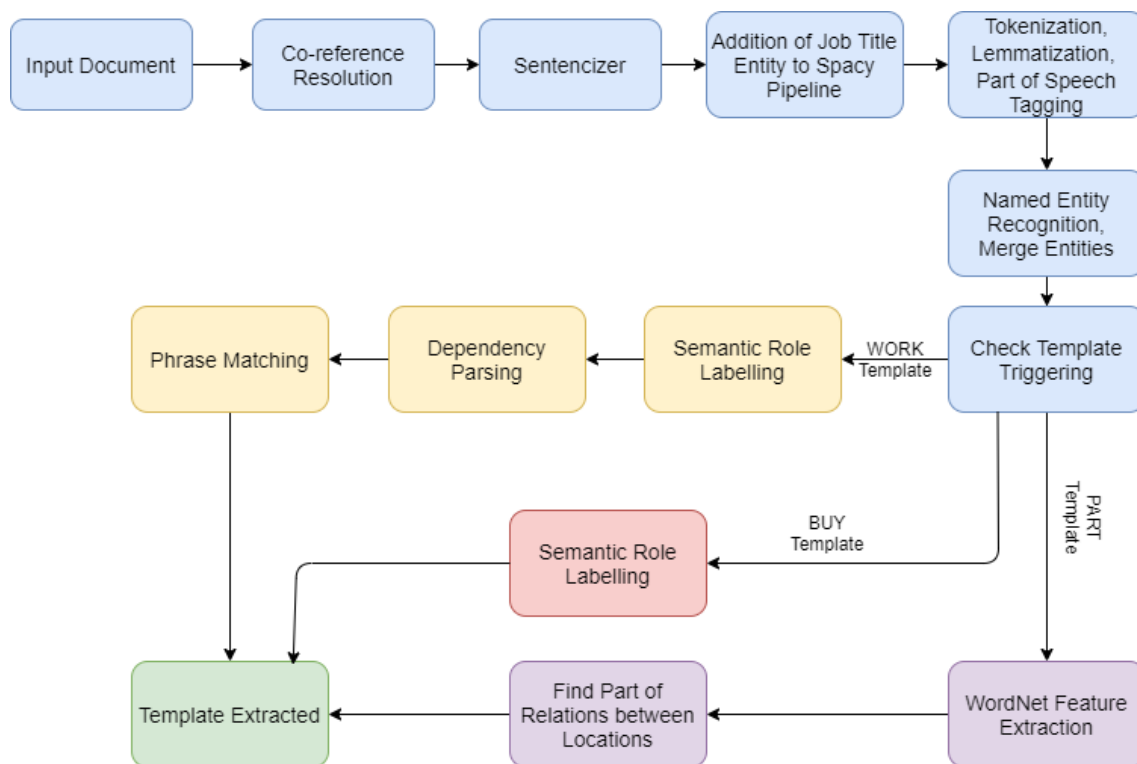 Input Document
Co-reference
Resolution
Sentencizer
Addition of Job Title
Entity to Spacy
Pipeline
Tokenization,
Lemmatization,
Part of Speech
Tagging
Named Entity
Recognition,
Merge Entities
Phrase Matching
Dependency
Parsing
Semantic Role
Labelling
WORK
Template
Check Template
Triggering
Semantic Role
Labelling
BUY
Template
PART
Template
Template Extracted
Find Part of
Relations between
Locations
WordNet Feature
Extraction